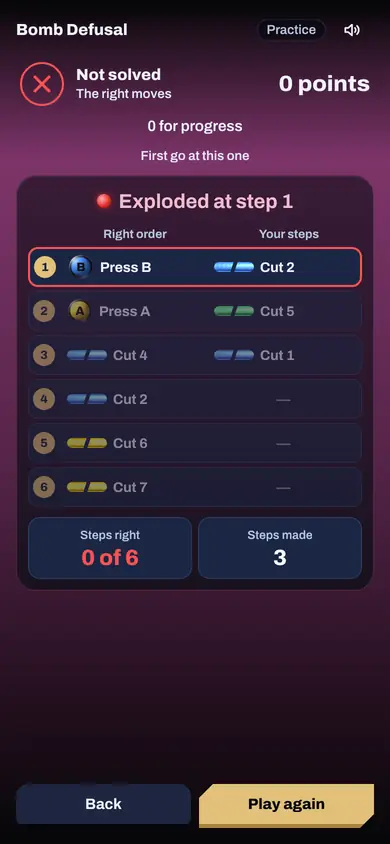 Bomb Defusal
Practice
Not solved
The right moves
0 points
0 for progress
First go at this one
Exploded at step 1
Right order
Your steps
1 B Press B Cut 2
2 A Press A Cut 5
3 Cut 4 Cut 1
4 Cut 2 —
5 Cut 6 —
6 Cut 7 —
Steps right
0 of 6
Steps made
3
Back
Play again